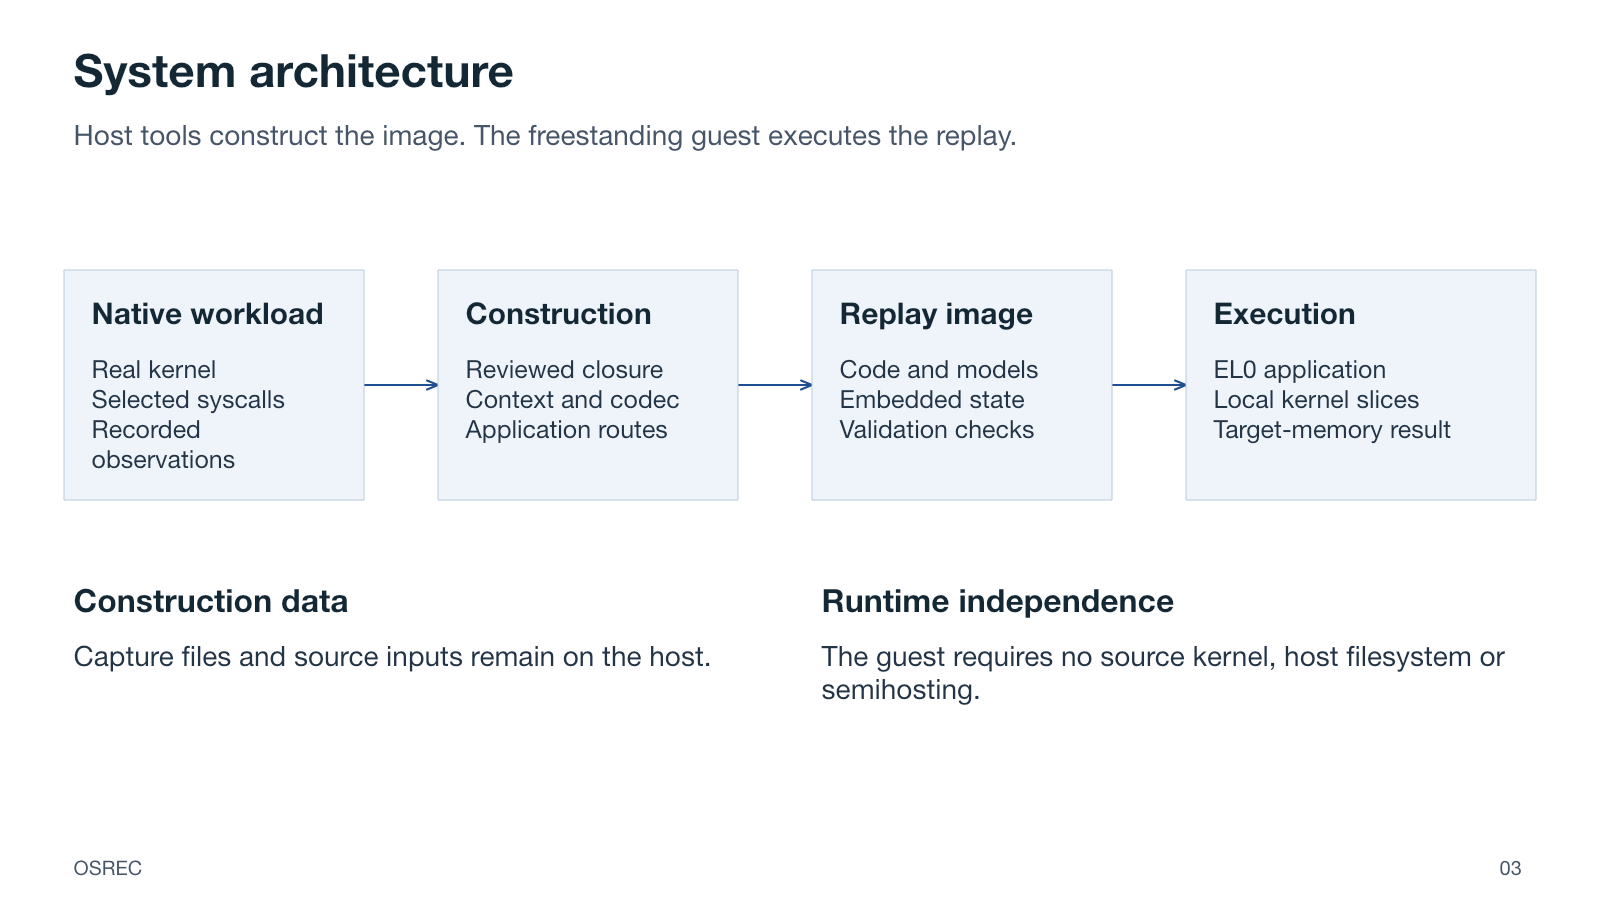 System architecture
Host tools construct the image. The freestanding guest executes the replay.
Native workload
Real kernel
Selected syscalls
Recorded
observations
Construction
Reviewed closure
Context and codec
Application routes
Replay image
Code and models
Embedded state
Validation checks
Execution
EL0 application
Local kernel slices
Target-memory result
Construction data
Capture files and source inputs remain on the host.
Runtime independence
The guest requires no source kernel, host filesystem or
semihosting.
OSREC
03